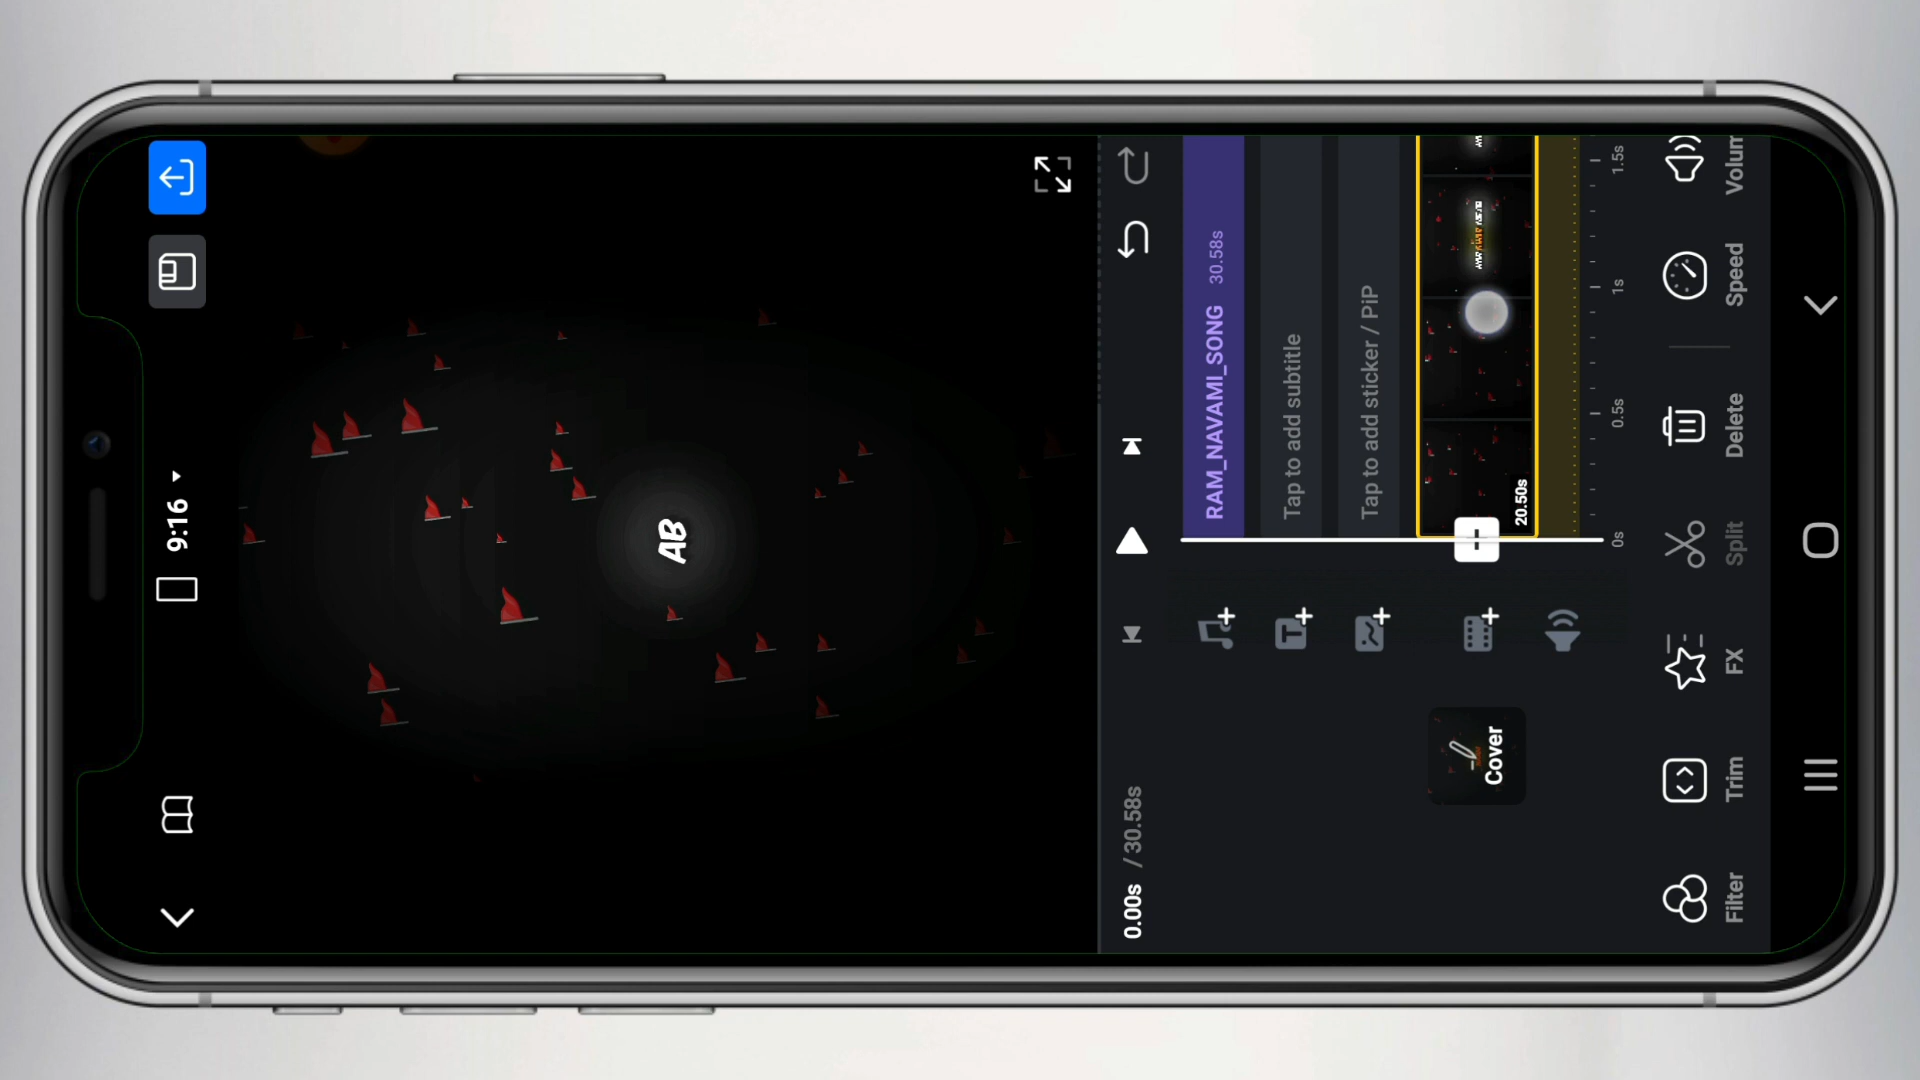 9:16
AB
0.00s / 30.58s
RAM_NAVAMI_SONG 30.58s
Tap to add subtitle
Tap to add sticker / PiP
Cover
20.50s
0s
0.5s
1s
1.5s
Filter
Trim
FX
Split
Delete
Speed
Volum